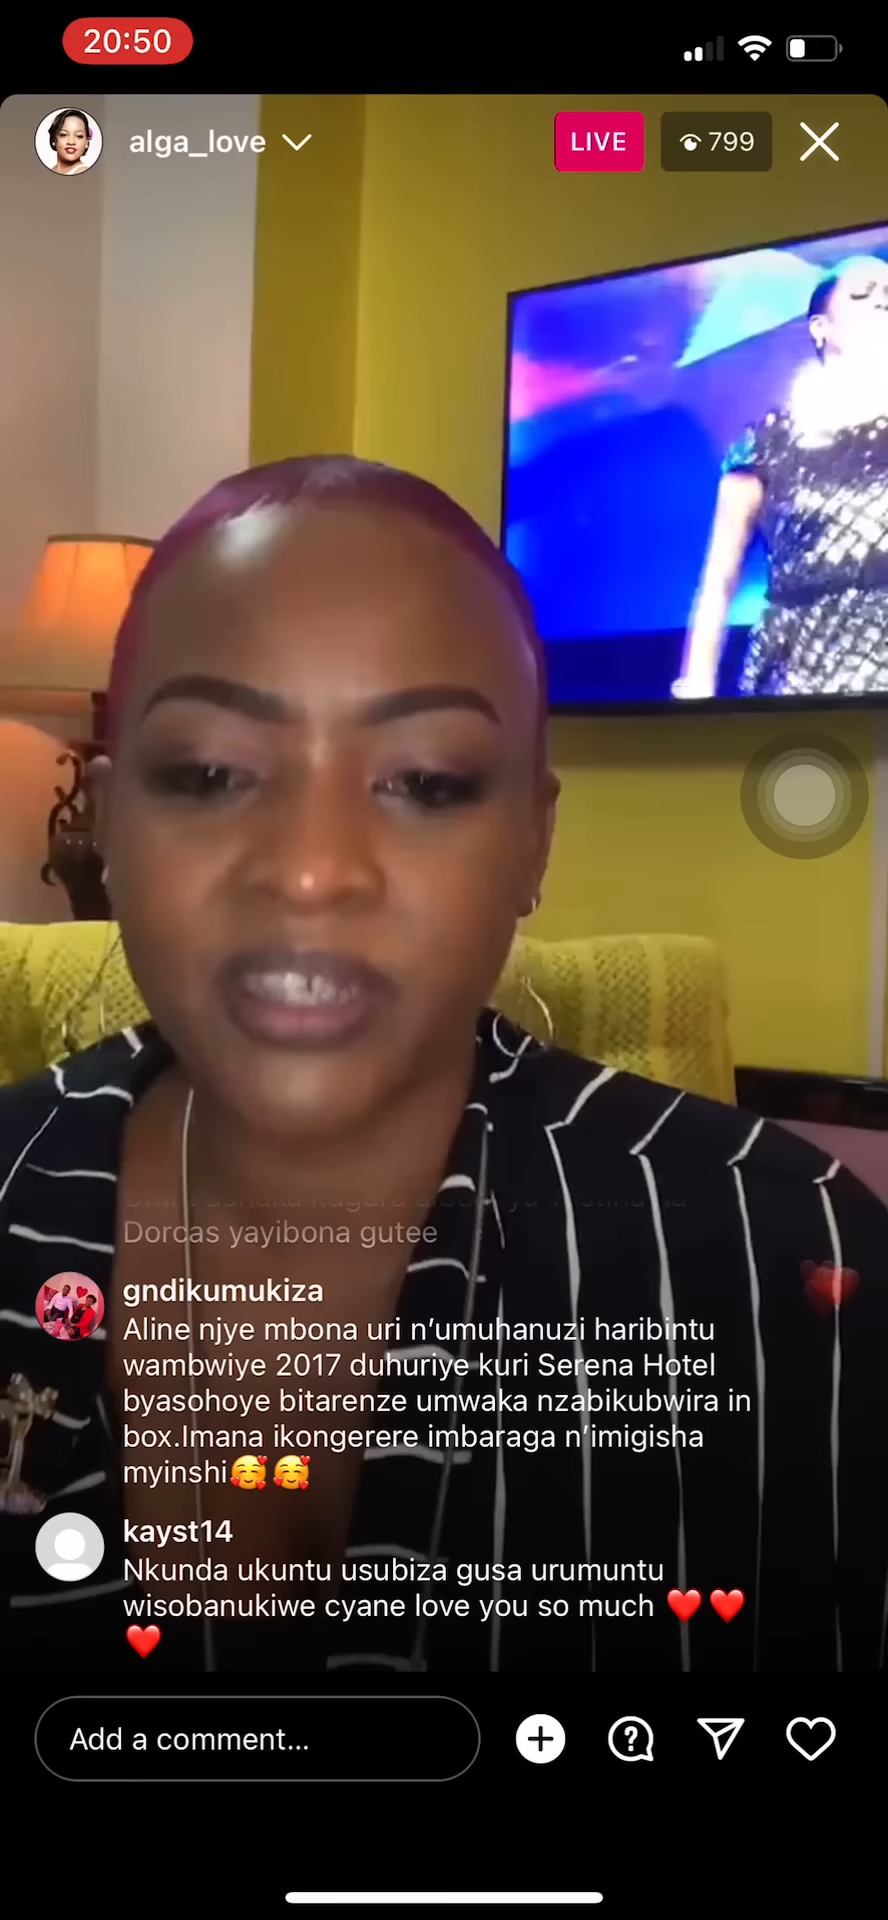 20:50
alga_love
LIVE
799
Dorcas yayibona gutee
gndikumukiza
Aline njye mbona uri n'umuhanuzi haribintu
wambwiye 2017 duhuriye kuri Serena Hotel
byasohoye bitarenze umwaka nzabikubwira in
box.Imana ikongerere imbaraga n'imigisha
myinshi🥰🥰
kayst14
Nkunda ukuntu usubiza gusa urumuntu
wisobanukiwe cyane love you so much ❤️❤️
❤️
Add a comment...